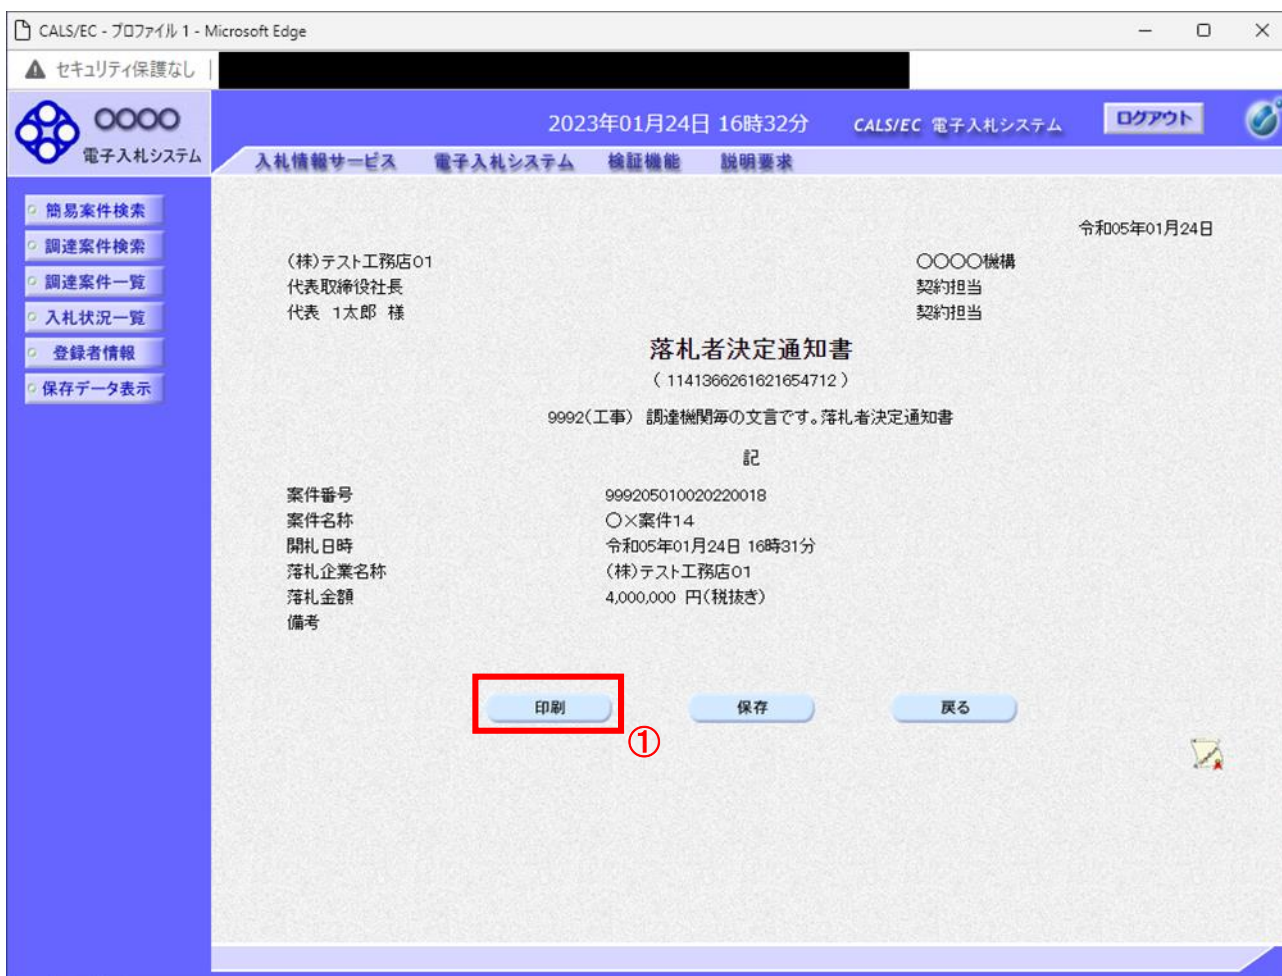 CALS/EC - プロファイル 1 - Microsoft Edge
セキュリティ保護なし
〇〇〇〇
電子入札システム
2023年01月24日 16時32分
CALS/EC 電子入札システム
ログアウト
入札情報サービス
電子入札システム
検証機能
説明要求
簡易案件検索
調達案件検索
調達案件一覧
入札状況一覧
登録者情報
保存データ表示
令和05年01月24日
(株)テスト工務店01
代表取締役社長
代表 1太郎 様
〇〇〇〇機構
契約担当
契約担当
落札者決定通知書
( 1141366261621654712 )
9992(工事) 調達機関毎の文言です。落札者決定通知書
記
案件番号 999205010020220018
案件名称 〇×案件14
開札日時 令和05年01月24日 16時31分
落札企業名称 (株)テスト工務店01
落札金額 4,000,000 円(税抜き)
備考
印刷
保存
戻る
①